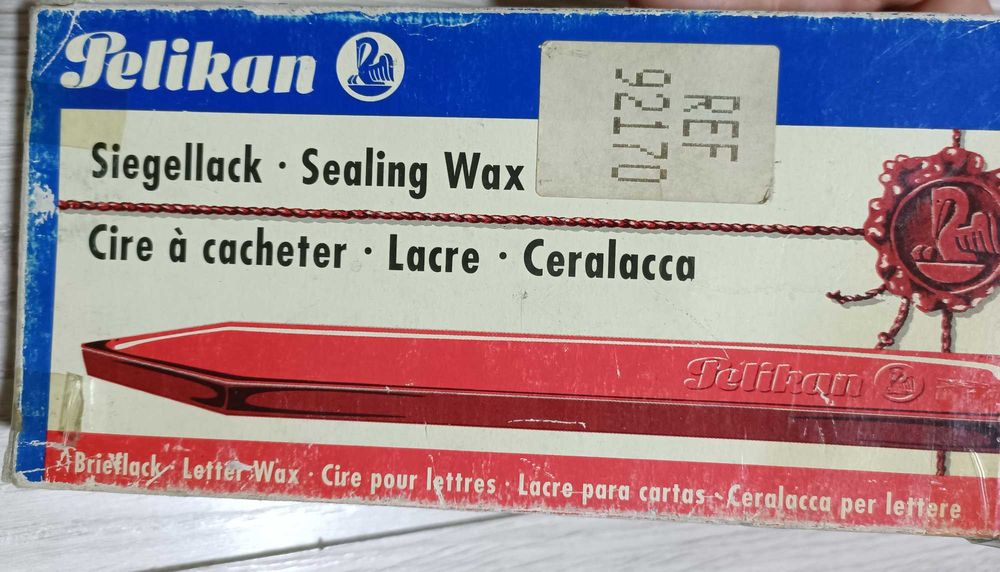 Pelikan
REF
92170
Siegellack · Sealing Wax
Cire à cacheter · Lacre · Ceralacca
Pelikan
Brieflack · Letter Wax · Cire pour lettres · Lacre para cartas · Ceralacca per lettere